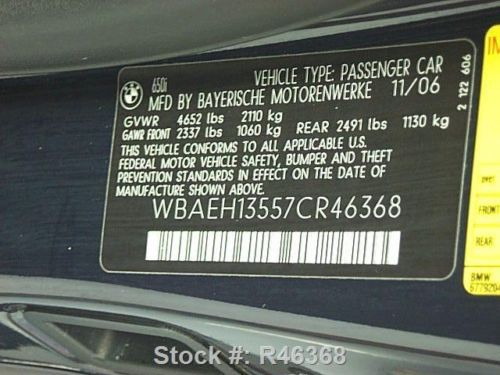 650i VEHICLE TYPE: PASSENGER CAR
MFD BY BAYERISCHE MOTORENWERKE 11/06
GVWR 4652 lbs 2110 kg
GAWR FRONT 2337 lbs 1060 kg REAR 2491 lbs 1130 kg
THIS VEHICLE CONFORMS TO ALL APPLICABLE U.S.
FEDERAL MOTOR VEHICLE SAFETY, BUMPER AND THEFT
PREVENTION STANDARDS IN EFFECT ON THE DATE OF
MANUFACTURE SHOWN ABOVE.
WBAEH13557CR46368
2 122 606
BMW
Stock #: R46368